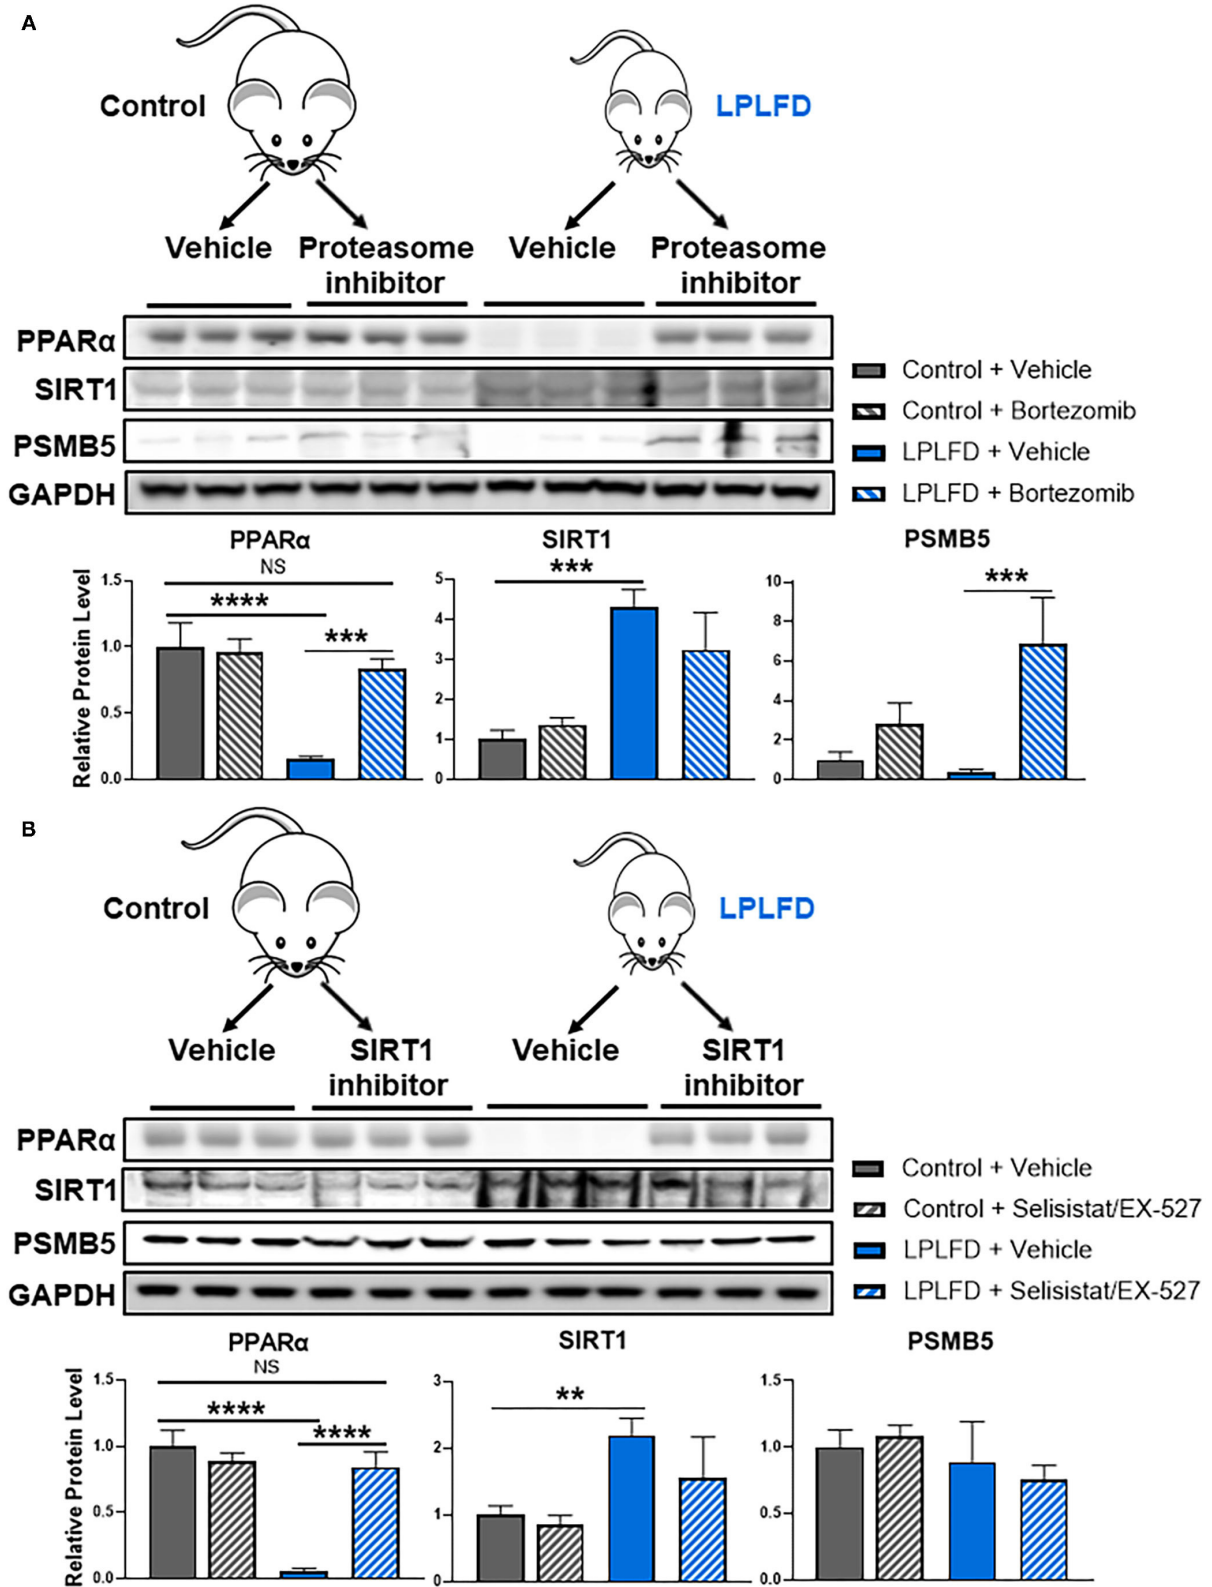 A
Control
LPLFD
Vehicle
Proteasome
inhibitor
Vehicle
Proteasome
inhibitor
PPARα
SIRT1
PSMB5
GAPDH
Control + Vehicle
Control + Bortezomib
LPLFD + Vehicle
LPLFD + Bortezomib
PPARα
NS
****
***
Relative Protein Level
1.5
1.0
0.5
0.0
SIRT1
***
5
4
3
2
1
0
PSMB5
***
10
8
6
4
2
0
B
Control
LPLFD
Vehicle
SIRT1
inhibitor
Vehicle
SIRT1
inhibitor
PPARα
SIRT1
PSMB5
GAPDH
Control + Vehicle
Control + Selisistat/EX-527
LPLFD + Vehicle
LPLFD + Selisistat/EX-527
PPARα
NS
****
****
Relative Protein Level
1.5
1.0
0.5
0.0
SIRT1
**
3
2
1
0
PSMB5
1.5
1.0
0.5
0.0